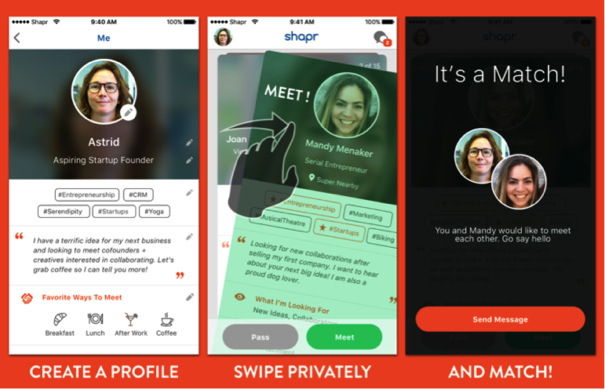 Shapr
9:40 AM
100%
Me
Astrid
Aspiring Startup Founder
#Entrepreneurship
#CRM
#Serendipity
#Startups
#Yoga
I have a terrific idea for my next business
and looking to meet cofounders +
creatives interested in collaborating. Let's
grab coffee so I can tell you more!
Favorite Ways To Meet
Breakfast
Lunch
After Work
Coffee
CREATE A PROFILE
Shapr
9:41 AM
100%
shapr
of 15
MEET!
Joan
Mandy Menaker
Serial Entrepreneur
Super Nearby
Entrepreneurship
#Marketing
MusicalTheatre
#Startups
#Biking
Looking for new collaborations after
selling my first company. I want to hear
about your next big idea! I am also a
proud dog lover.
What I'm Looking For
New Ideas,
Pass
Meet
SWIPE PRIVATELY
It's a Match!
You and Mandy would like to meet
each other. Go say hello
Send Message
AND MATCH!